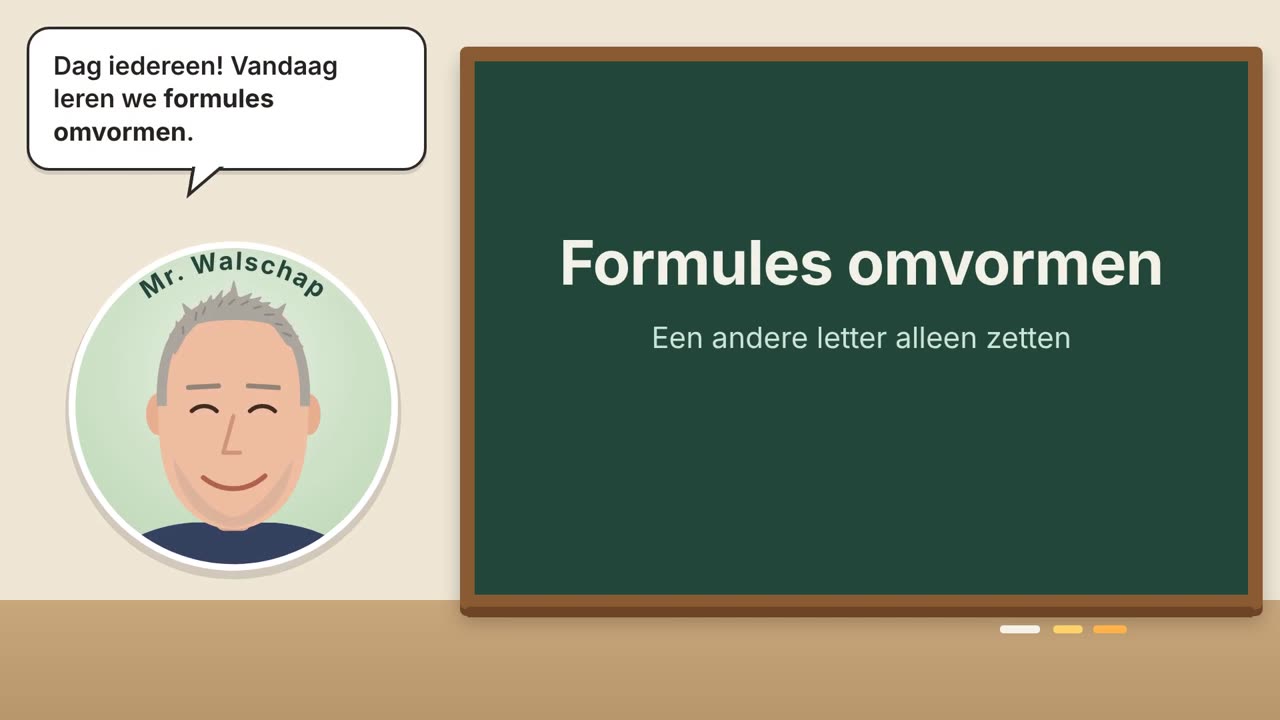 Dag iedereen! Vandaag
leren we formules
omvormen.
Mr. Walschap
Formules omvormen
Een andere letter alleen zetten